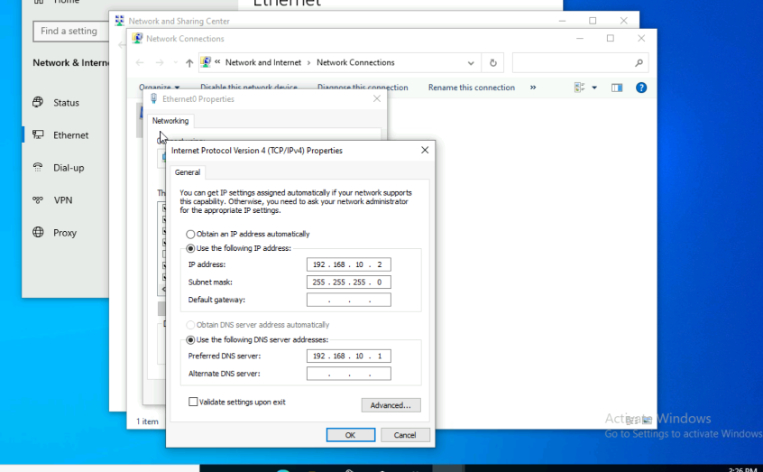 Home
Ethernet
Find a setting
Network & Intern
Status
Ethernet
Dial-up
VPN
Proxy
Network and Sharing Center
Network Connections
« Network and Internet › Network Connections
Organize Disable this network device Diagnose this connection Rename this connection »
Ethernet0 Properties
Networking
Internet Protocol Version 4 (TCP/IPv4) Properties
General
You can get IP settings assigned automatically if your network supports
this capability. Otherwise, you need to ask your network administrator
for the appropriate IP settings.
Obtain an IP address automatically
Use the following IP address:
IP address: 192 . 168 . 10 . 2
Subnet mask: 255 . 255 . 255 . 0
Default gateway: . . .
Obtain DNS server address automatically
Use the following DNS server addresses:
Preferred DNS server: 192 . 168 . 10 . 1
Alternate DNS server: . . .
Validate settings upon exit
Advanced...
OK Cancel
1 item
Activate Windows
Go to Settings to activate Windows
2:26 PM